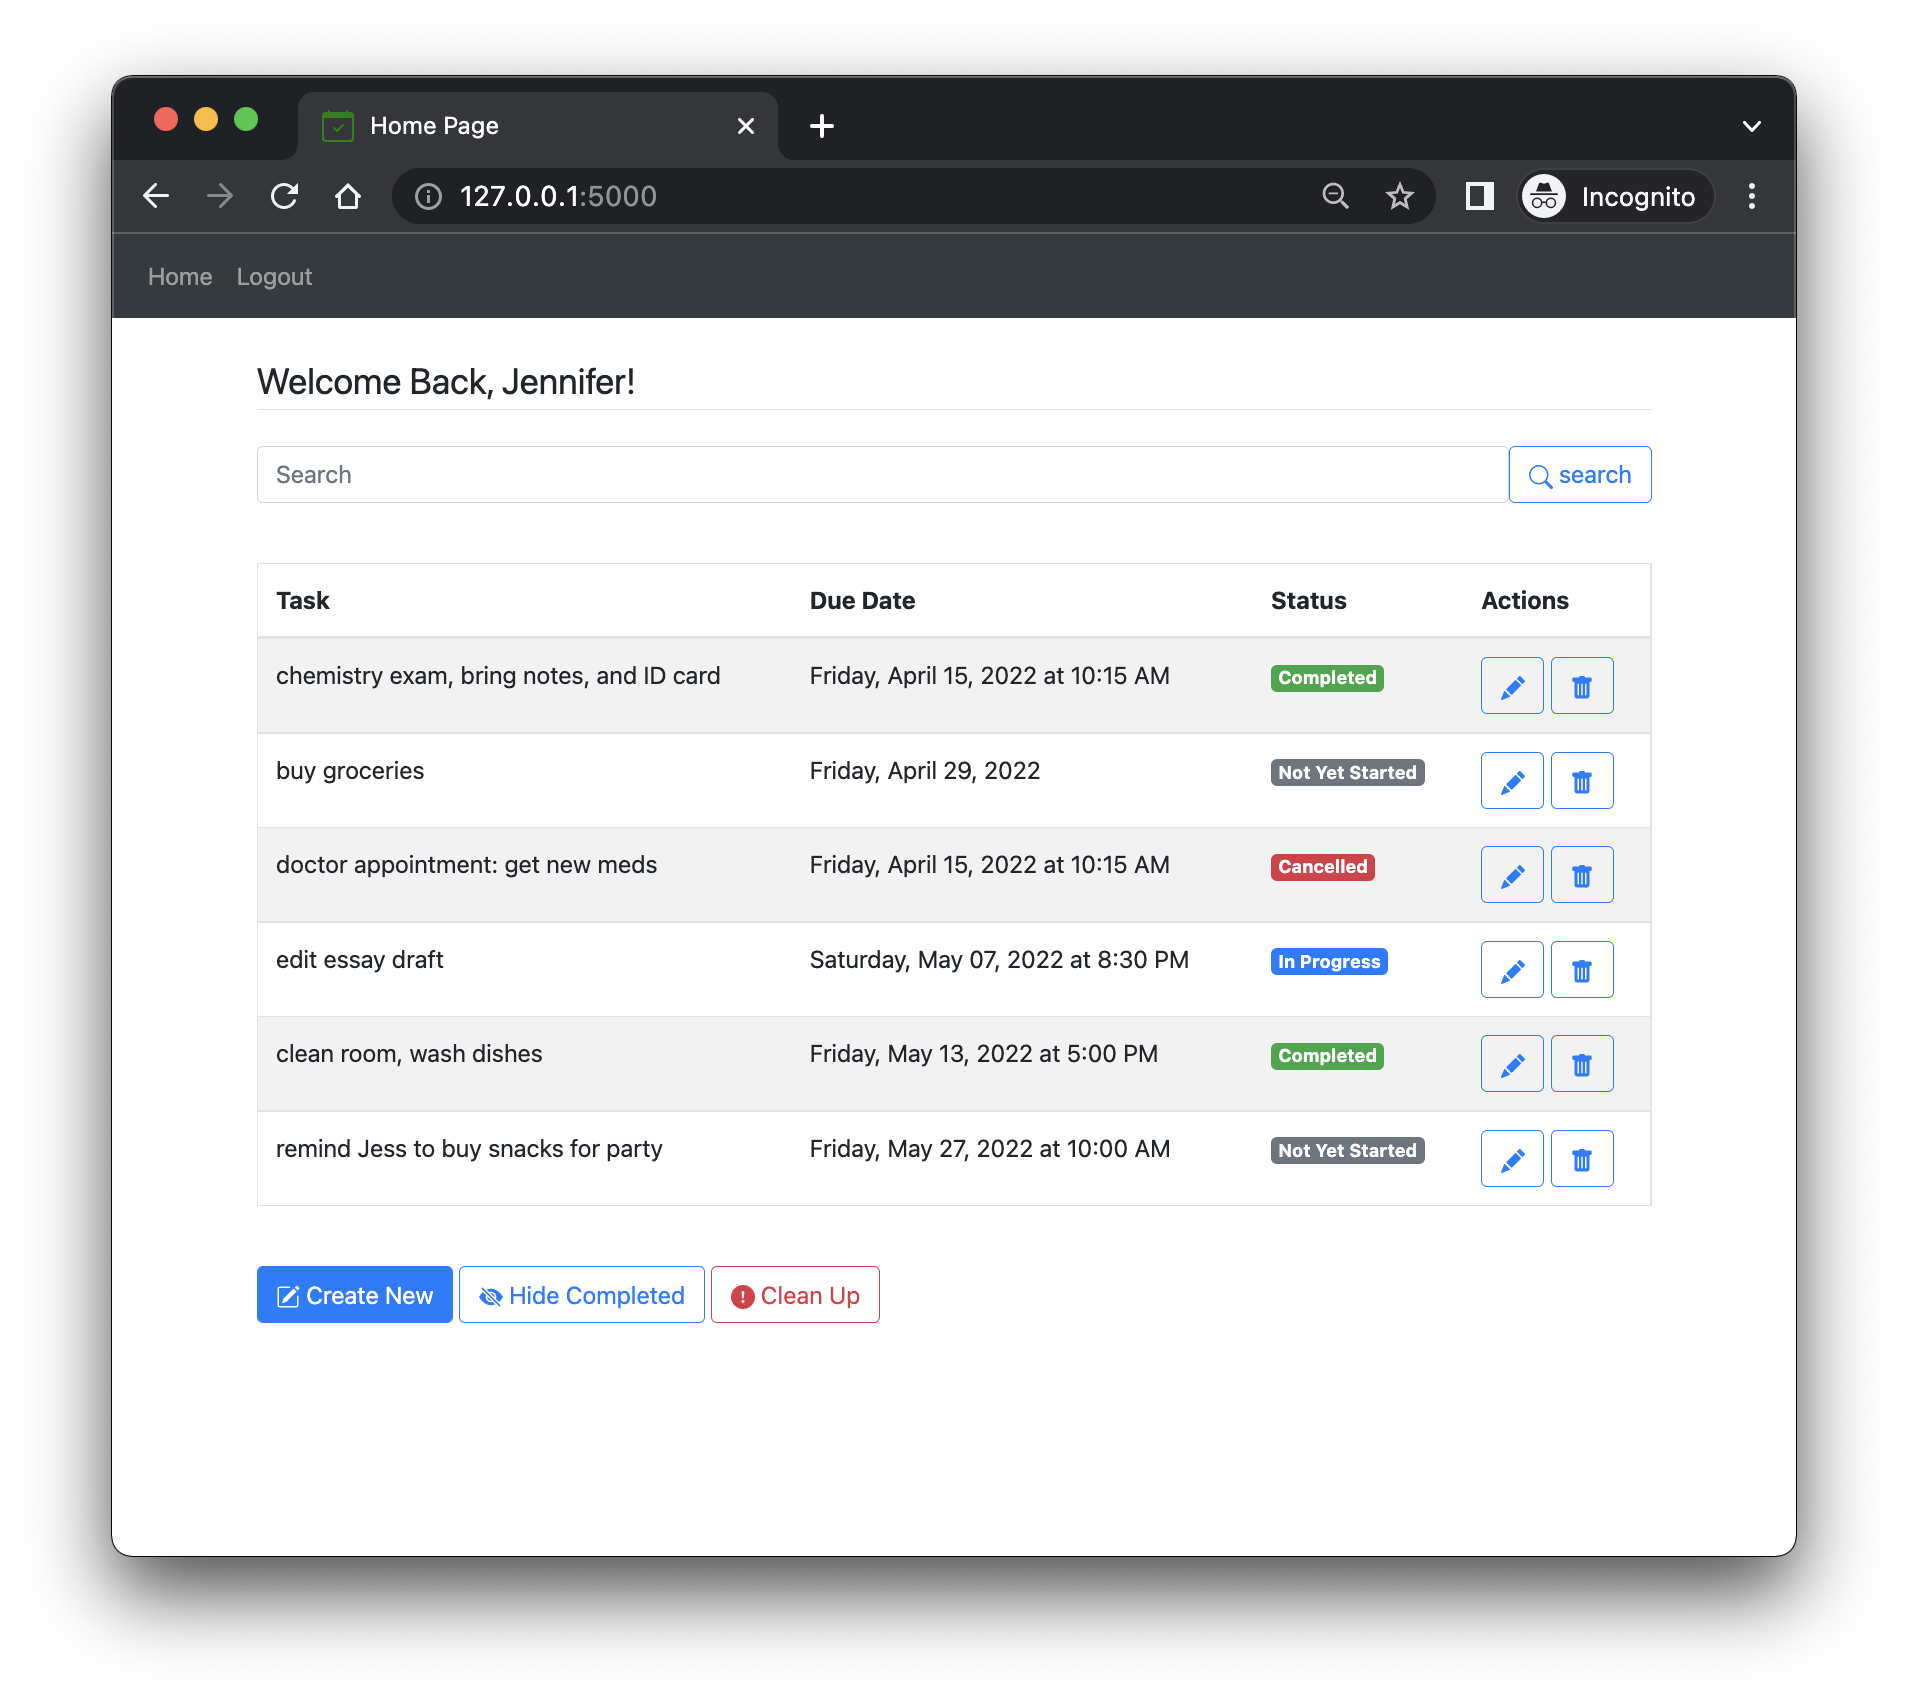 Home Page
127.0.0.1:5000
Incognito
Home Logout
Welcome Back, Jennifer!
Search search
Task Due Date Status Actions
chemistry exam, bring notes, and ID card Friday, April 15, 2022 at 10:15 AM Completed
buy groceries Friday, April 29, 2022 Not Yet Started
doctor appointment: get new meds Friday, April 15, 2022 at 10:15 AM Cancelled
edit essay draft Saturday, May 07, 2022 at 8:30 PM In Progress
clean room, wash dishes Friday, May 13, 2022 at 5:00 PM Completed
remind Jess to buy snacks for party Friday, May 27, 2022 at 10:00 AM Not Yet Started
Create New Hide Completed Clean Up